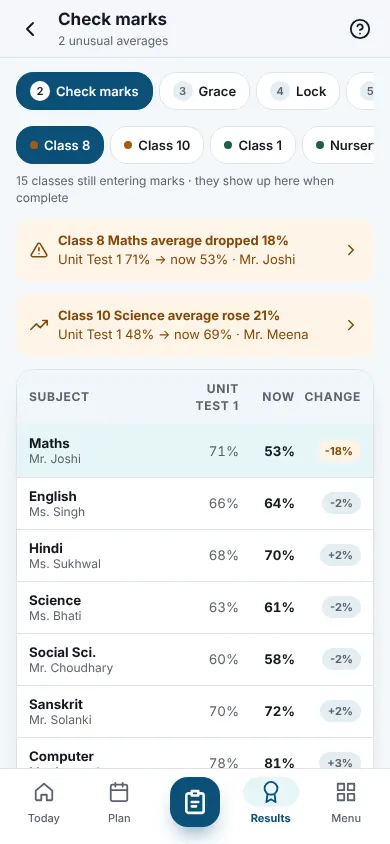 Check marks
2 unusual averages
2 Check marks 3 Grace 4 Lock 5
Class 8 Class 10 Class 1 Nurser
15 classes still entering marks · they show up here when
complete
Class 8 Maths average dropped 18%
Unit Test 1 71% → now 53% · Mr. Joshi
Class 10 Science average rose 21%
Unit Test 1 48% → now 69% · Mr. Meena
SUBJECT UNIT TEST 1 NOW CHANGE
Maths 71% 53% -18%
Mr. Joshi
English 66% 64% -2%
Ms. Singh
Hindi 68% 70% +2%
Ms. Sukhwal
Science 63% 61% -2%
Ms. Bhati
Social Sci. 60% 58% -2%
Mr. Choudhary
Sanskrit 70% 72% +2%
Mr. Solanki
Computer 78% 81% +3%
Today Plan Results Menu